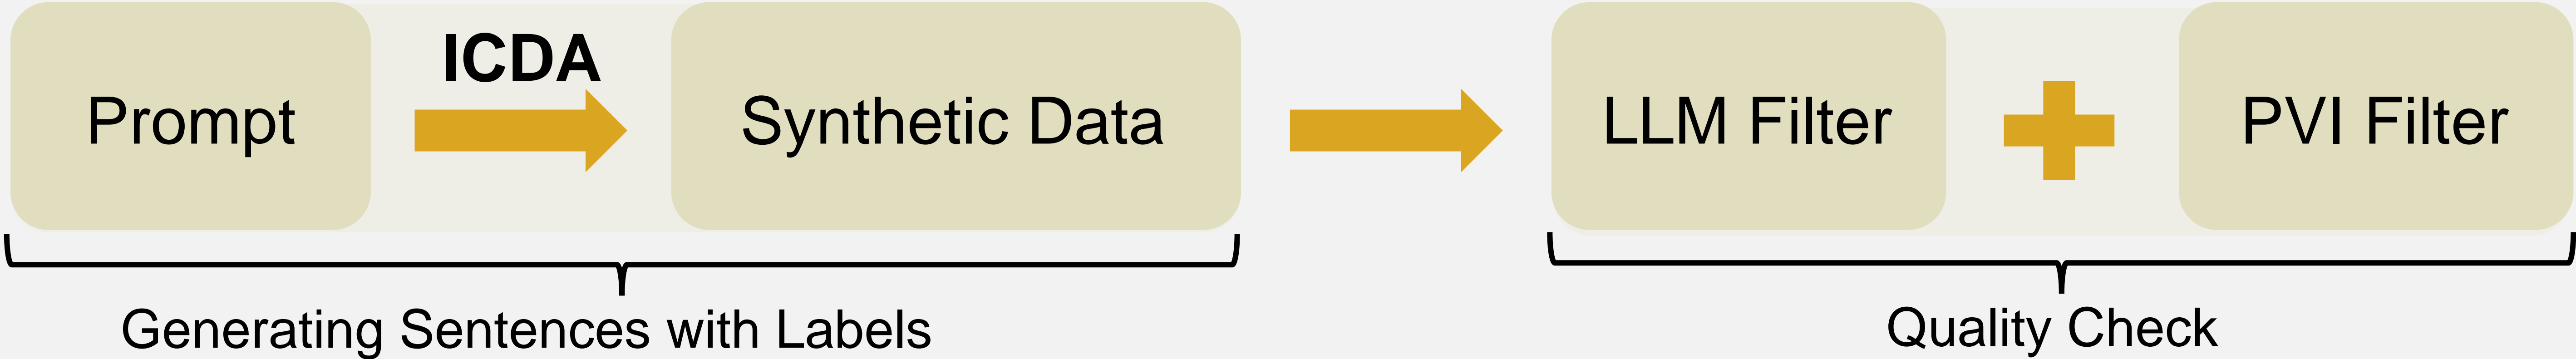 Prompt
ICDA
Synthetic Data
LLM Filter
PVI Filter
Generating Sentences with Labels
Quality Check